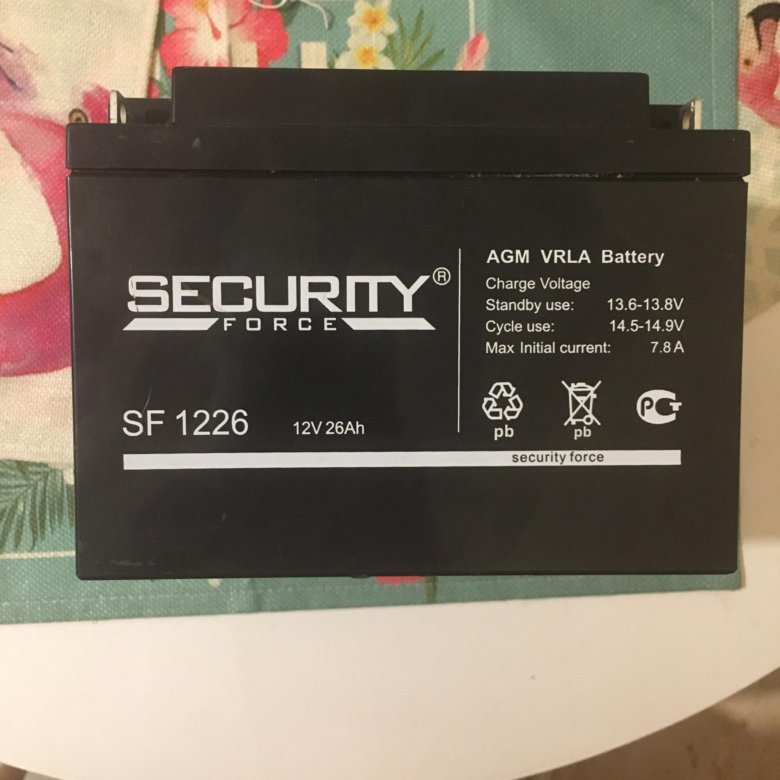 SECURITY®
FORCE
SF 1226 12V 26Ah
AGM VRLA Battery
Charge Voltage
Standby use: 13.6-13.8V
Cycle use: 14.5-14.9V
Max Initial current: 7.8 A
pb pb РСТ
security force